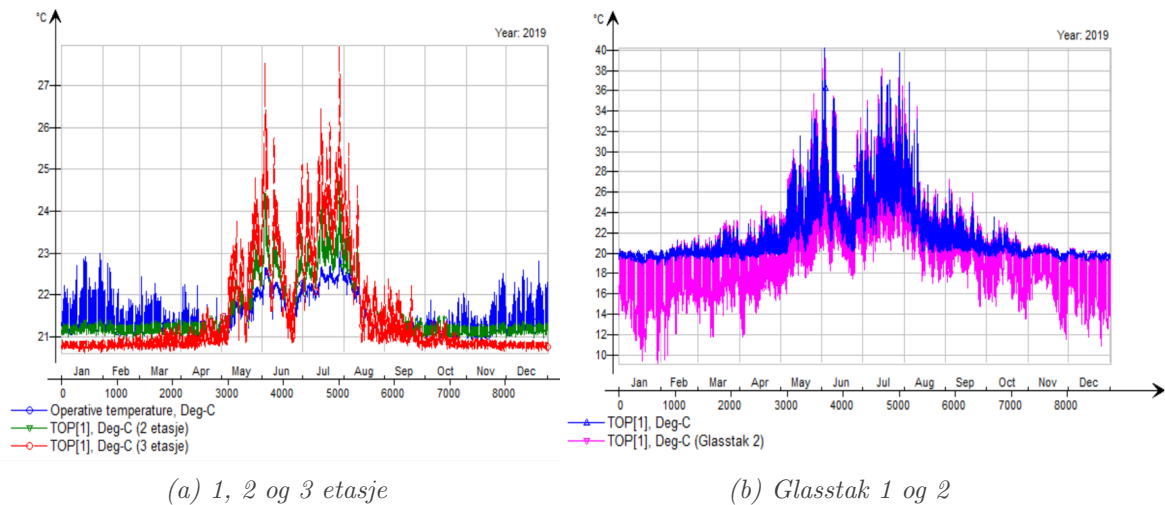 °C
Year: 2019
27
26
25
24
23
22
21
Jan Feb Mar Apr May Jun Jul Aug Sep Oct Nov Dec
0 1000 2000 3000 4000 5000 6000 7000 8000
Operative temperature, Deg-C
TOP[1], Deg-C (2 etasje)
TOP[1], Deg-C (3 etasje)
(a) 1, 2 og 3 etasje
°C
Year: 2019
40
38
36
34
32
30
28
26
24
22
20
18
16
14
12
10
Jan Feb Mar Apr May Jun Jul Aug Sep Oct Nov Dec
0 1000 2000 3000 4000 5000 6000 7000 8000
TOP[1], Deg-C
TOP[1], Deg-C (Glasstak 2)
(b) Glasstak 1 og 2